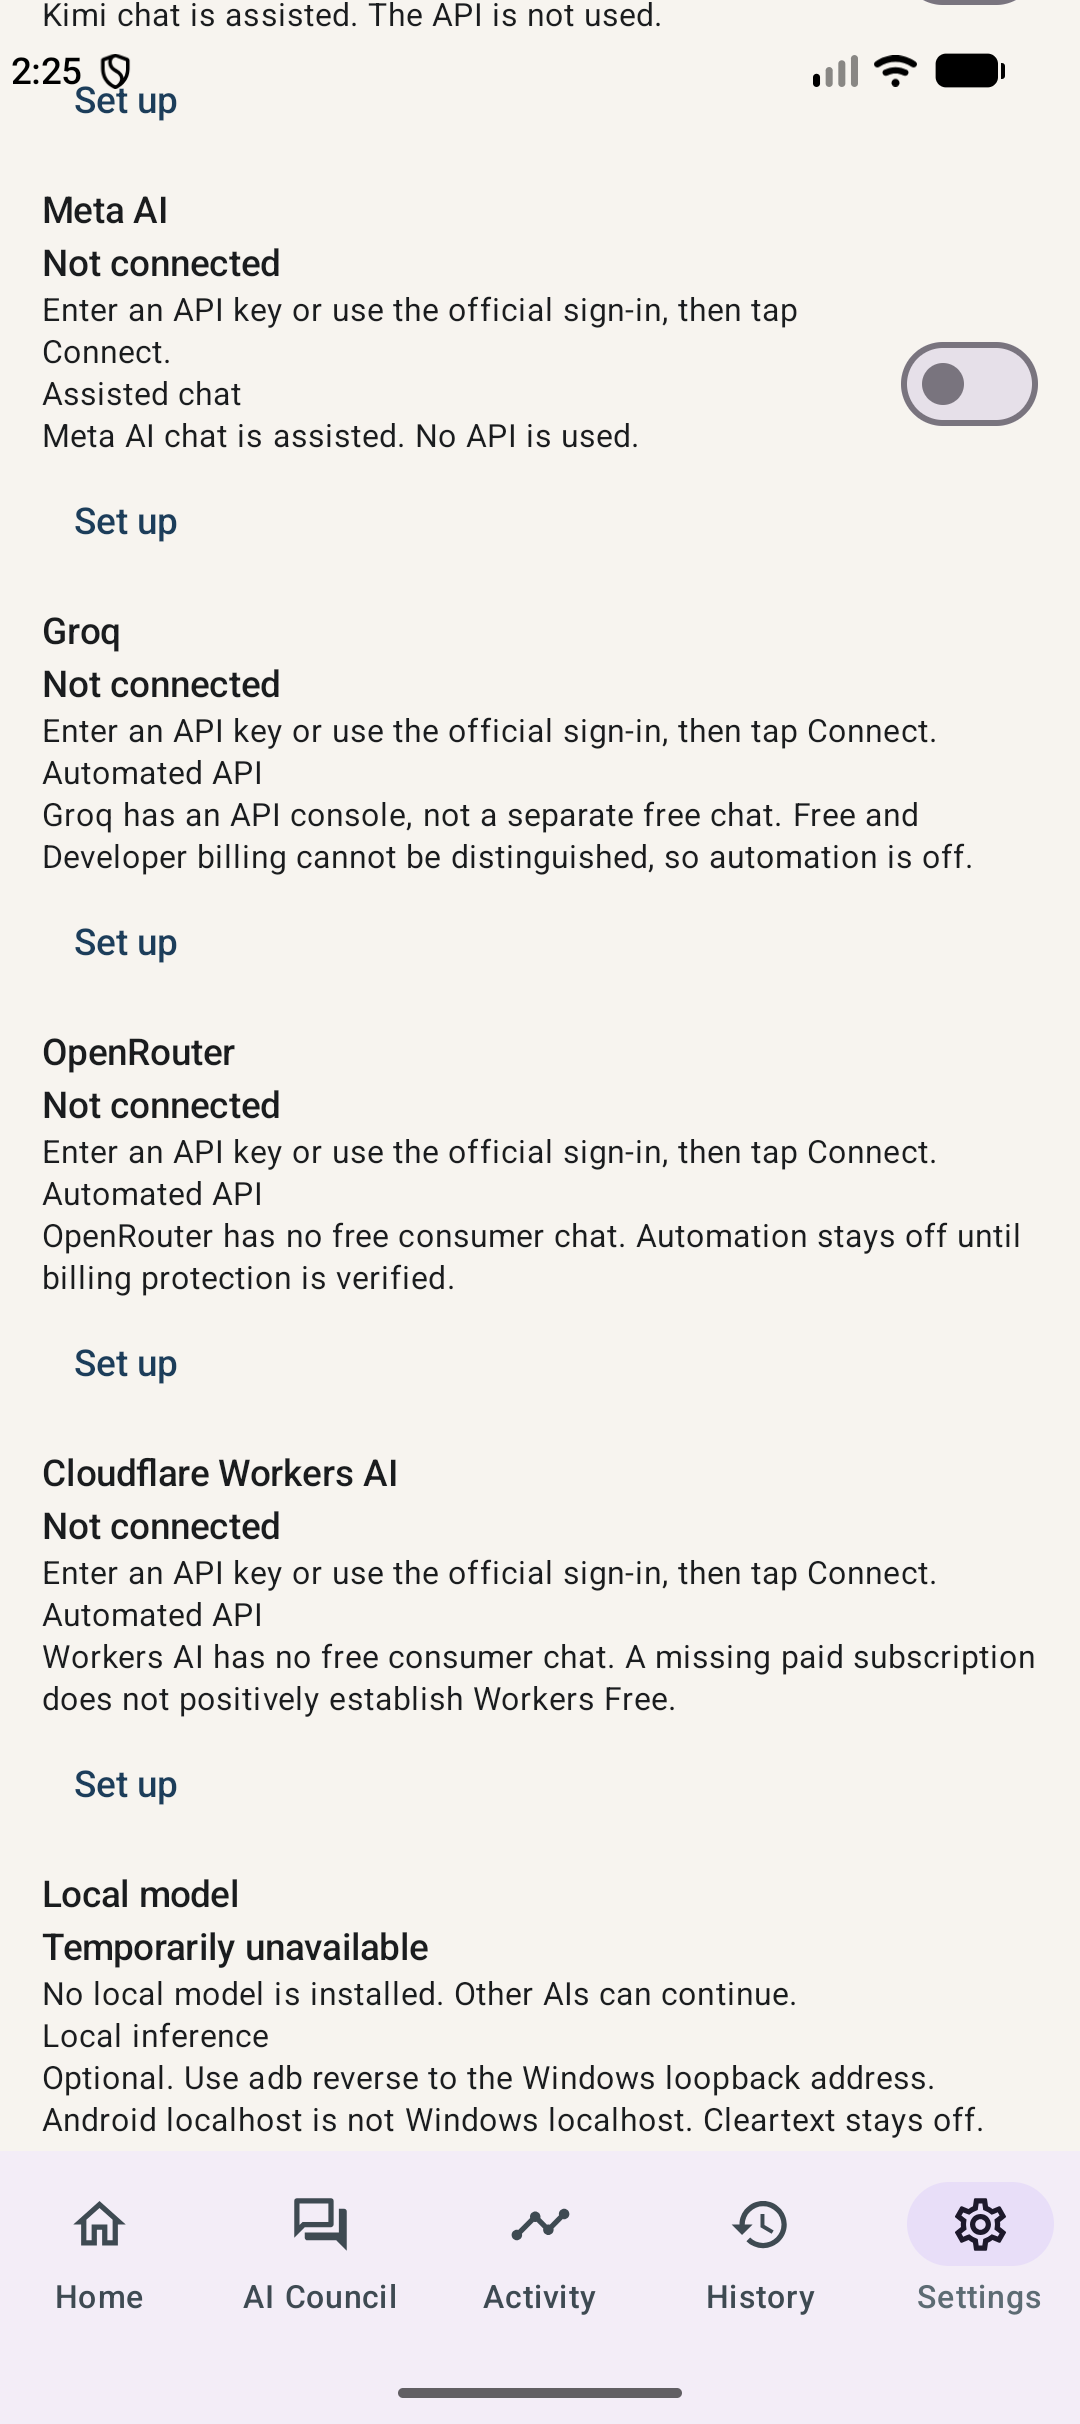 Kimi chat is assisted. The API is not used.
2:25
Set up
Meta AI
Not connected
Enter an API key or use the official sign-in, then tap
Connect.
Assisted chat
Meta AI chat is assisted. No API is used.
Set up
Groq
Not connected
Enter an API key or use the official sign-in, then tap Connect.
Automated API
Groq has an API console, not a separate free chat. Free and
Developer billing cannot be distinguished, so automation is off.
Set up
OpenRouter
Not connected
Enter an API key or use the official sign-in, then tap Connect.
Automated API
OpenRouter has no free consumer chat. Automation stays off until
billing protection is verified.
Set up
Cloudflare Workers AI
Not connected
Enter an API key or use the official sign-in, then tap Connect.
Automated API
Workers AI has no free consumer chat. A missing paid subscription
does not positively establish Workers Free.
Set up
Local model
Temporarily unavailable
No local model is installed. Other AIs can continue.
Local inference
Optional. Use adb reverse to the Windows loopback address.
Android localhost is not Windows localhost. Cleartext stays off.
Home AI Council Activity History Settings